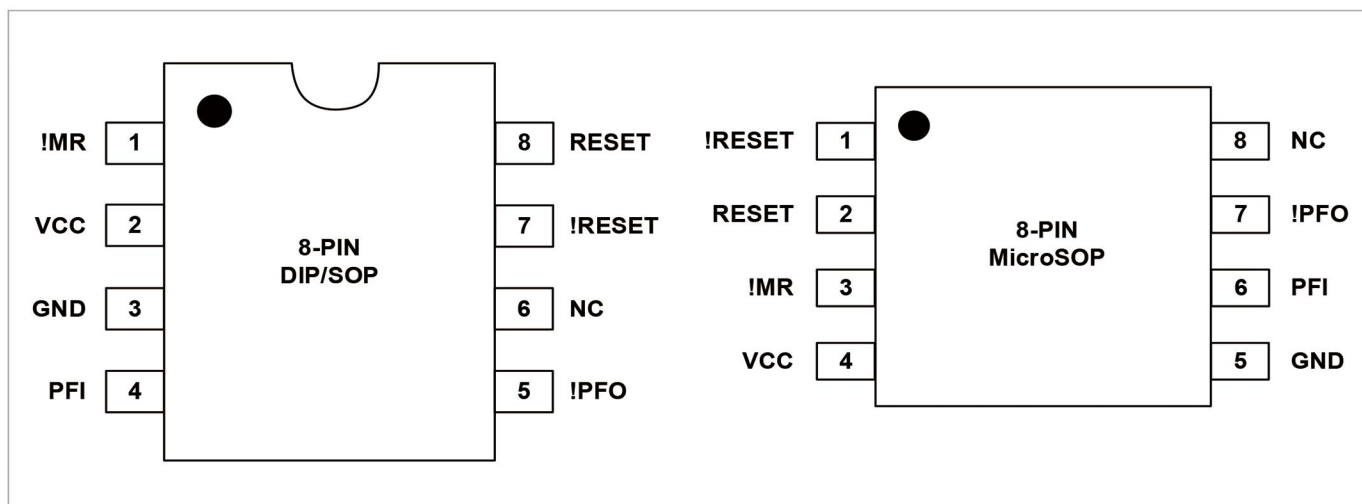 !MR 1 8 RESET
VCC 2 7 !RESET
8-PIN
DIP/SOP
GND 3 6 NC
PFI 4 5 !PFO
!RESET 1 8 NC
RESET 2 7 !PFO
8-PIN
MicroSOP
!MR 3 6 PFI
VCC 4 5 GND